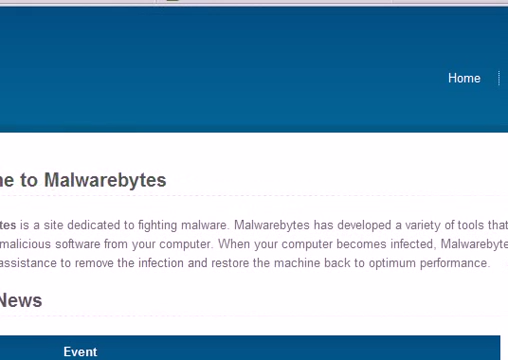 Home
ne to Malwarebytes
tes is a site dedicated to fighting malware. Malwarebytes has developed a variety of tools that
malicious software from your computer. When your computer becomes infected, Malwarebyte
assistance to remove the infection and restore the machine back to optimum performance.
News
Event